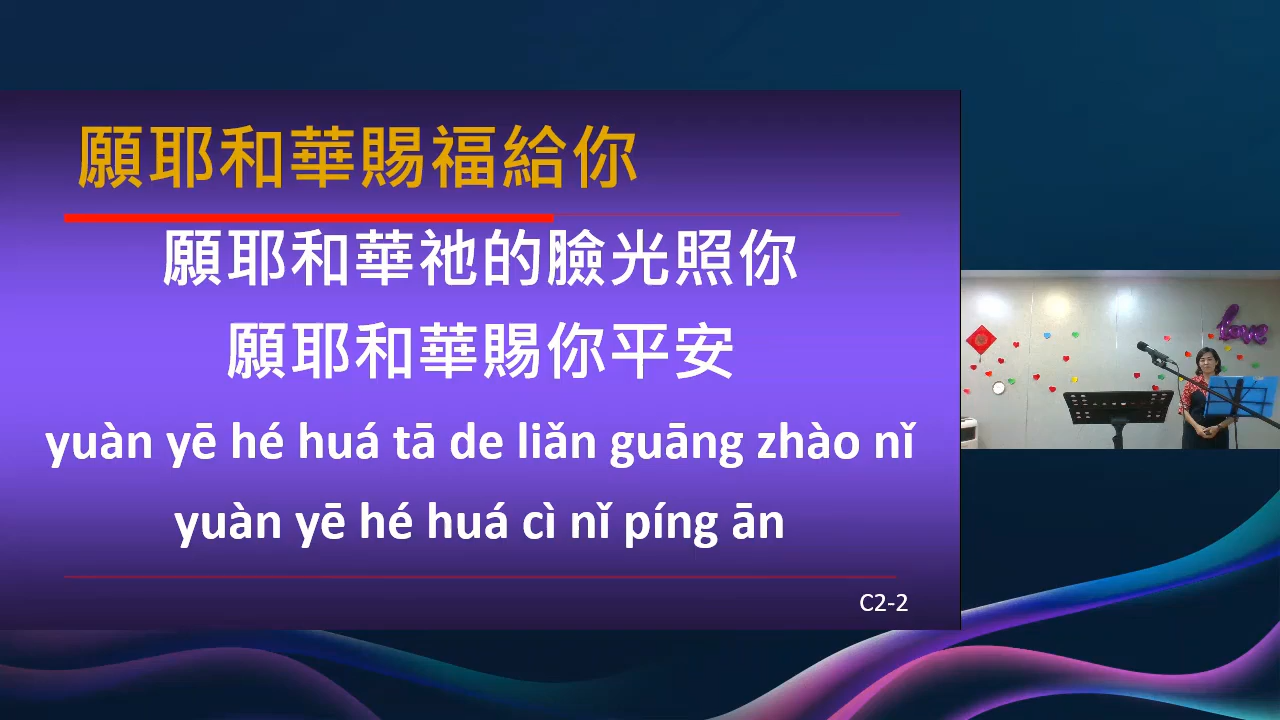 願耶和華賜福給你
願耶和華祂的臉光照你
願耶和華賜你平安
yuàn yē hé huá tā de liǎn guāng zhào nǐ
yuàn yē hé huá cì nǐ píng ān
C2-2
love